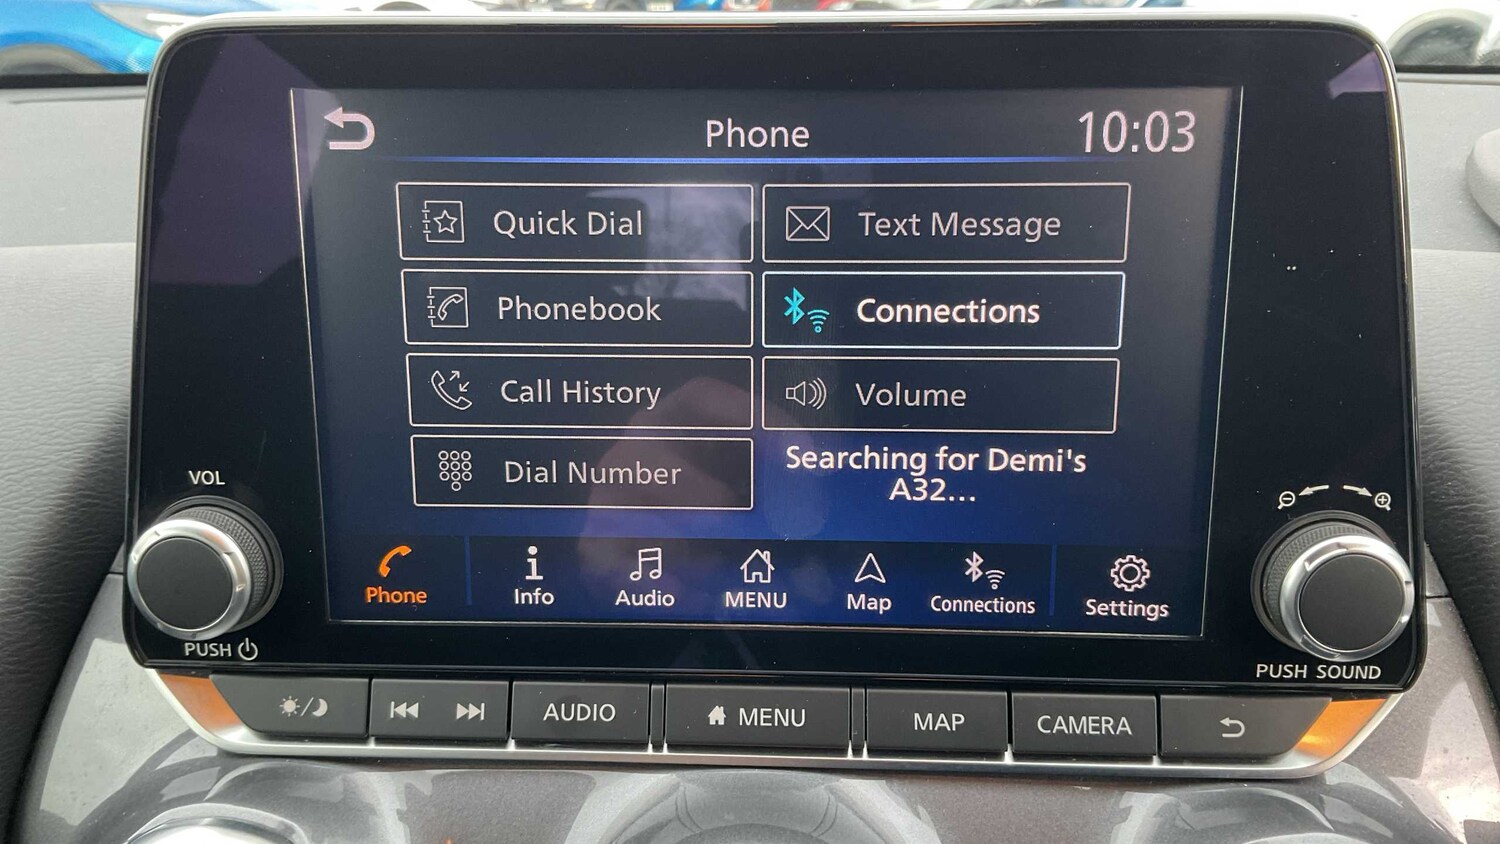 Phone 10:03
Quick Dial
Text Message
Phonebook
Connections
Call History
Volume
Dial Number
Searching for Demi's
A32...
Phone
Info
Audio
MENU
Map
Connections
Settings
VOL
PUSH
PUSH SOUND
AUDIO
MENU
MAP
CAMERA